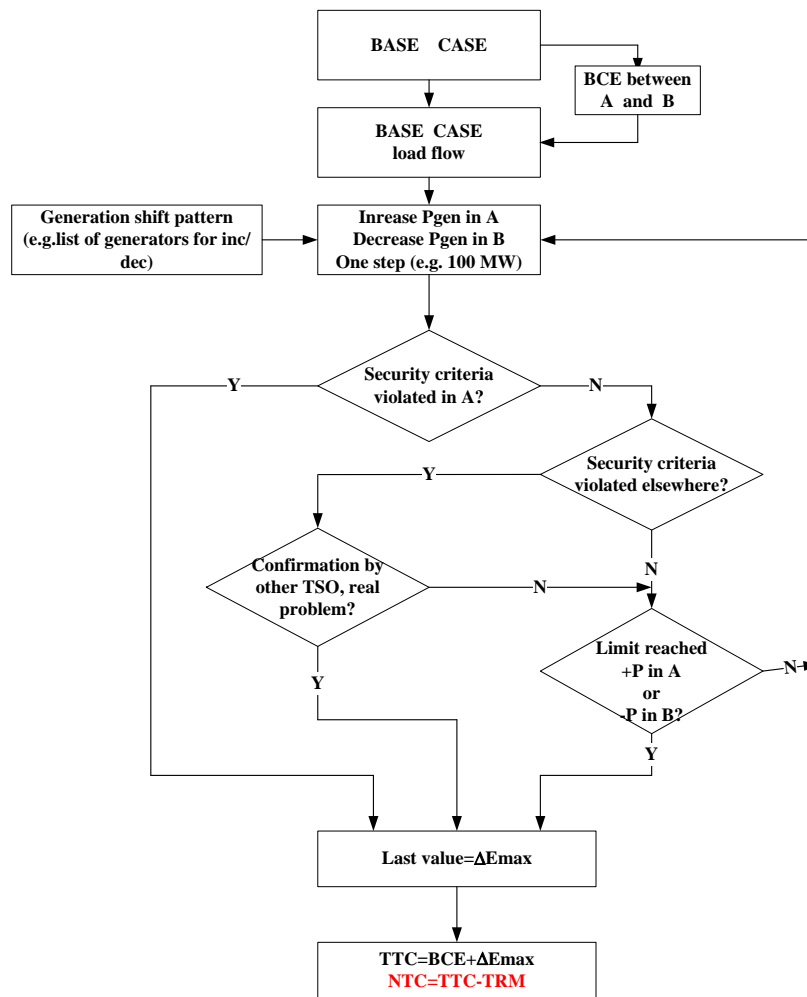 BASE CASE
BCE between
A and B
BASE CASE
load flow
Generation shift pattern
(e.g.list of generators for inc/
dec)
Inrease Pgen in A
Decrease Pgen in B
One step (e.g. 100 MW)
Security criteria
violated in A?
Y
N
Security criteria
violated elsewhere?
Y
N
Confirmation by
other TSO, real
problem?
N
Y
Limit reached
+P in A
or
-P in B?
N
Y
Last value=ΔEmax
TTC=BCE+ΔEmax
NTC=TTC-TRM